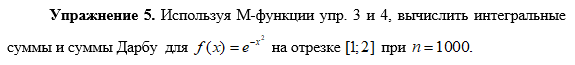 Упражнение 5. Используя М-функции упр. 3 и 4, вычислить интегральные
суммы и суммы Дарбу для f(x) = e^{-x^2} на отрезке [1;2] при n = 1000.